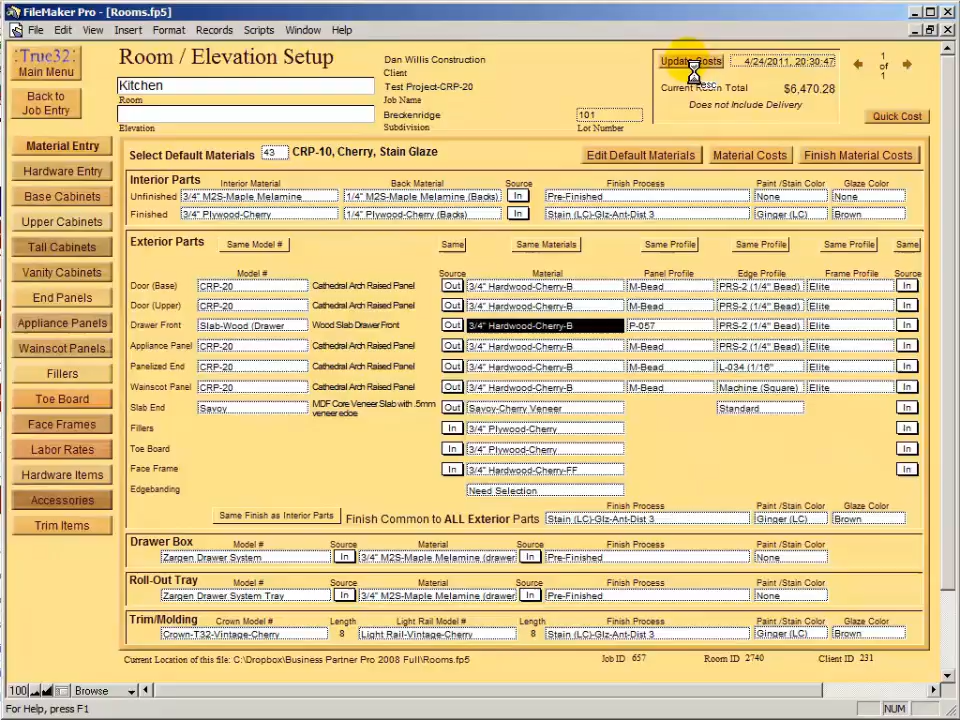 FileMaker Pro - [Rooms.fp5]
File Edit View Insert Format Records Scripts Window Help
True32
Main Menu
Back to
Job Entry
Room / Elevation Setup
Kitchen
Room
Elevation
Dan Willis Construction
Client
Test Project-CRP-20
Job Name
Breckenridge
Subdivision
101
Lot Number
Update Costs 4/24/2011, 20:30:47
Current Room Total $6,470.28
Does Not Include Delivery
1
of
1
Quick Cost
Material Entry
Hardware Entry
Base Cabinets
Upper Cabinets
Tall Cabinets
Vanity Cabinets
End Panels
Appliance Panels
Wainscot Panels
Fillers
Toe Board
Face Frames
Labor Rates
Hardware Items
Accessories
Trim Items
Select Default Materials 43 CRP-10, Cherry, Stain Glaze Edit Default Materials Material Costs Finish Material Costs
Interior Parts Interior Material Back Material Source Finish Process Paint /Stain Color Glaze Color
Unfinished 3/4" M2S-Maple Melamine 1/4" M2S-Maple Melamine (Backs) In Pre-Finished None None
Finished 3/4" Plywood-Cherry 1/4" Plywood-Cherry (Backs) In Stain (LC)-Glz-Ant-Dist 3 Ginger (LC) Brown
Exterior Parts Same Model # Same Same Materials Same Profile Same Profile Same Profile Same
Model # Source Material Panel Profile Edge Profile Frame Profile Source
Door (Base) CRP-20 Cathedral Arch Raised Panel Out 3/4" Hardwood-Cherry-B M-Bead PRS-2 (1/4" Bead) Elite In
Door (Upper) CRP-20 Cathedral Arch Raised Panel Out 3/4" Hardwood-Cherry-B M-Bead PRS-2 (1/4" Bead) Elite In
Drawer Front Slab-Wood (Drawer Wood Slab Drawer Front Out 3/4" Hardwood-Cherry-B P-057 PRS-2 (1/4" Bead) Elite In
Appliance Panel CRP-20 Cathedral Arch Raised Panel Out 3/4" Hardwood-Cherry-B M-Bead PRS-2 (1/4" Bead) Elite In
Panelized End CRP-20 Cathedral Arch Raised Panel Out 3/4" Hardwood-Cherry-B M-Bead L-034 (1/16" Elite In
Wainscot Panel CRP-20 Cathedral Arch Raised Panel Out 3/4" Hardwood-Cherry-B M-Bead Machine (Square) Elite In
Slab End Savoy MDF Core Veneer Slab with .5mm veneer edge Out Savoy-Cherry Veneer Standard In
Fillers In 3/4" Plywood-Cherry In
Toe Board In 3/4" Plywood-Cherry In
Face Frame In 3/4" Hardwood-Cherry-FF In
Edgebanding Need Selection
Finish Process Paint /Stain Color Glaze Color
Same Finish as Interior Parts Finish Common to ALL Exterior Parts Stain (LC)-Glz-Ant-Dist 3 Ginger (LC) Brown
Drawer Box Model # Source Material Source Finish Process Paint /Stain Color
Zargen Drawer System In 3/4" M2S-Maple Melamine (drawer In Pre-Finished None
Roll-Out Tray Model # Source Material Source Finish Process Paint /Stain Color
Zargen Drawer System Tray In 3/4" M2S-Maple Melamine (drawer In Pre-Finished None
Trim/Molding Crown Model # Length Light Rail Model # Length Finish Process Paint /Stain Color Glaze Color
Crown-T32-Vintage-Cherry 8 Light Rail-Vintage-Cherry 8 Stain (LC)-Glz-Ant-Dist 3 Ginger (LC) Brown
Current Location of this file: C:\Dropbox\Business Partner Pro 2008 Full\Rooms.fp5 Job ID 657 Room ID 2740 Client ID 231
100 Browse
For Help, press F1 NUM